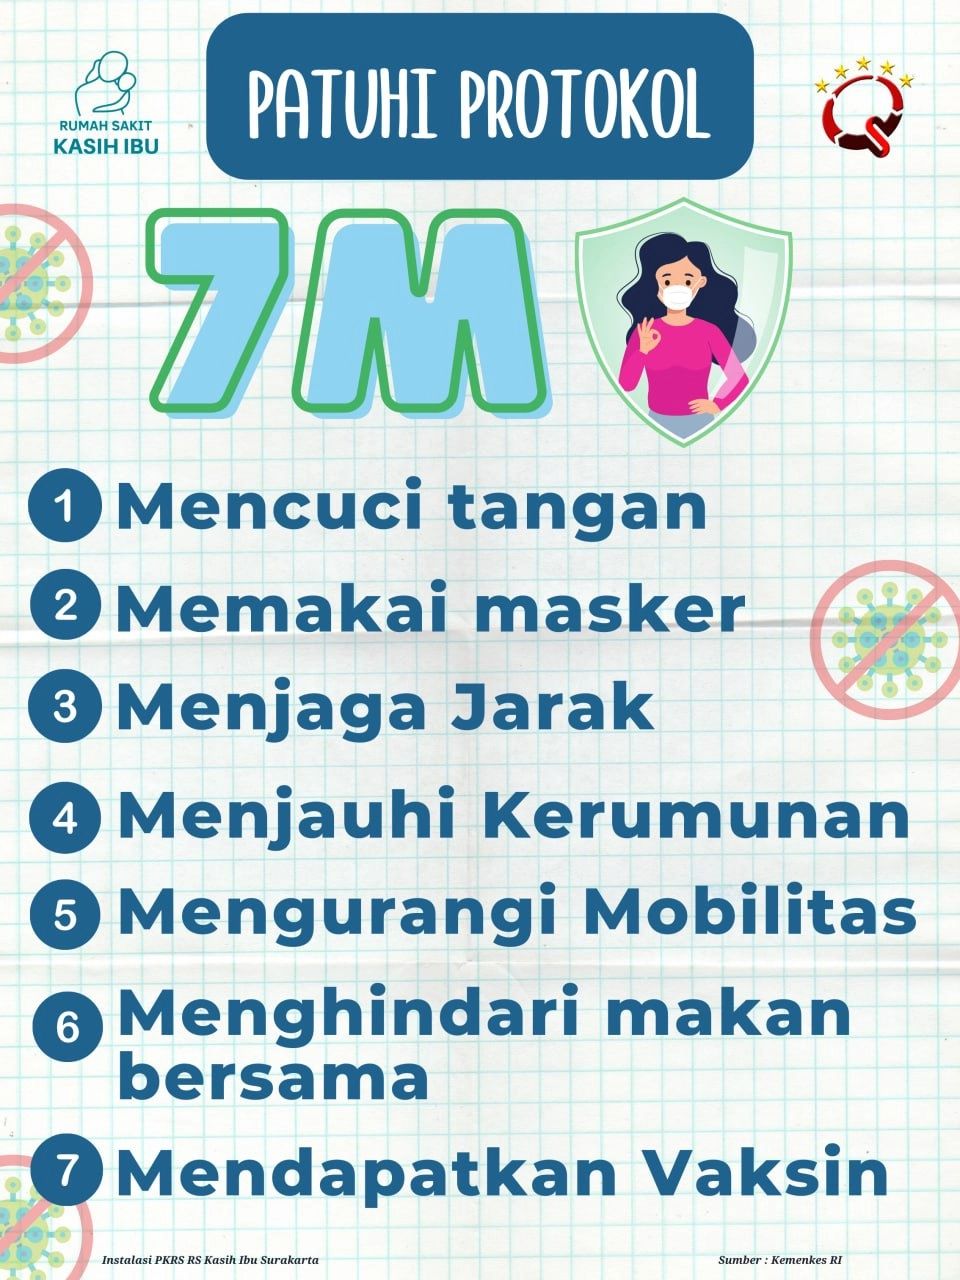 RUMAH SAKIT
KASIH IBU
PATUHI PROTOKOL
7M
1 Mencuci tangan
2 Memakai masker
3 Menjaga Jarak
4 Menjauhi Kerumunan
5 Mengurangi Mobilitas
6 Menghindari makan
bersama
7 Mendapatkan Vaksin
Instalasi PKRS RS Kasih Ibu Surakarta
Sumber : Kemenkes RI